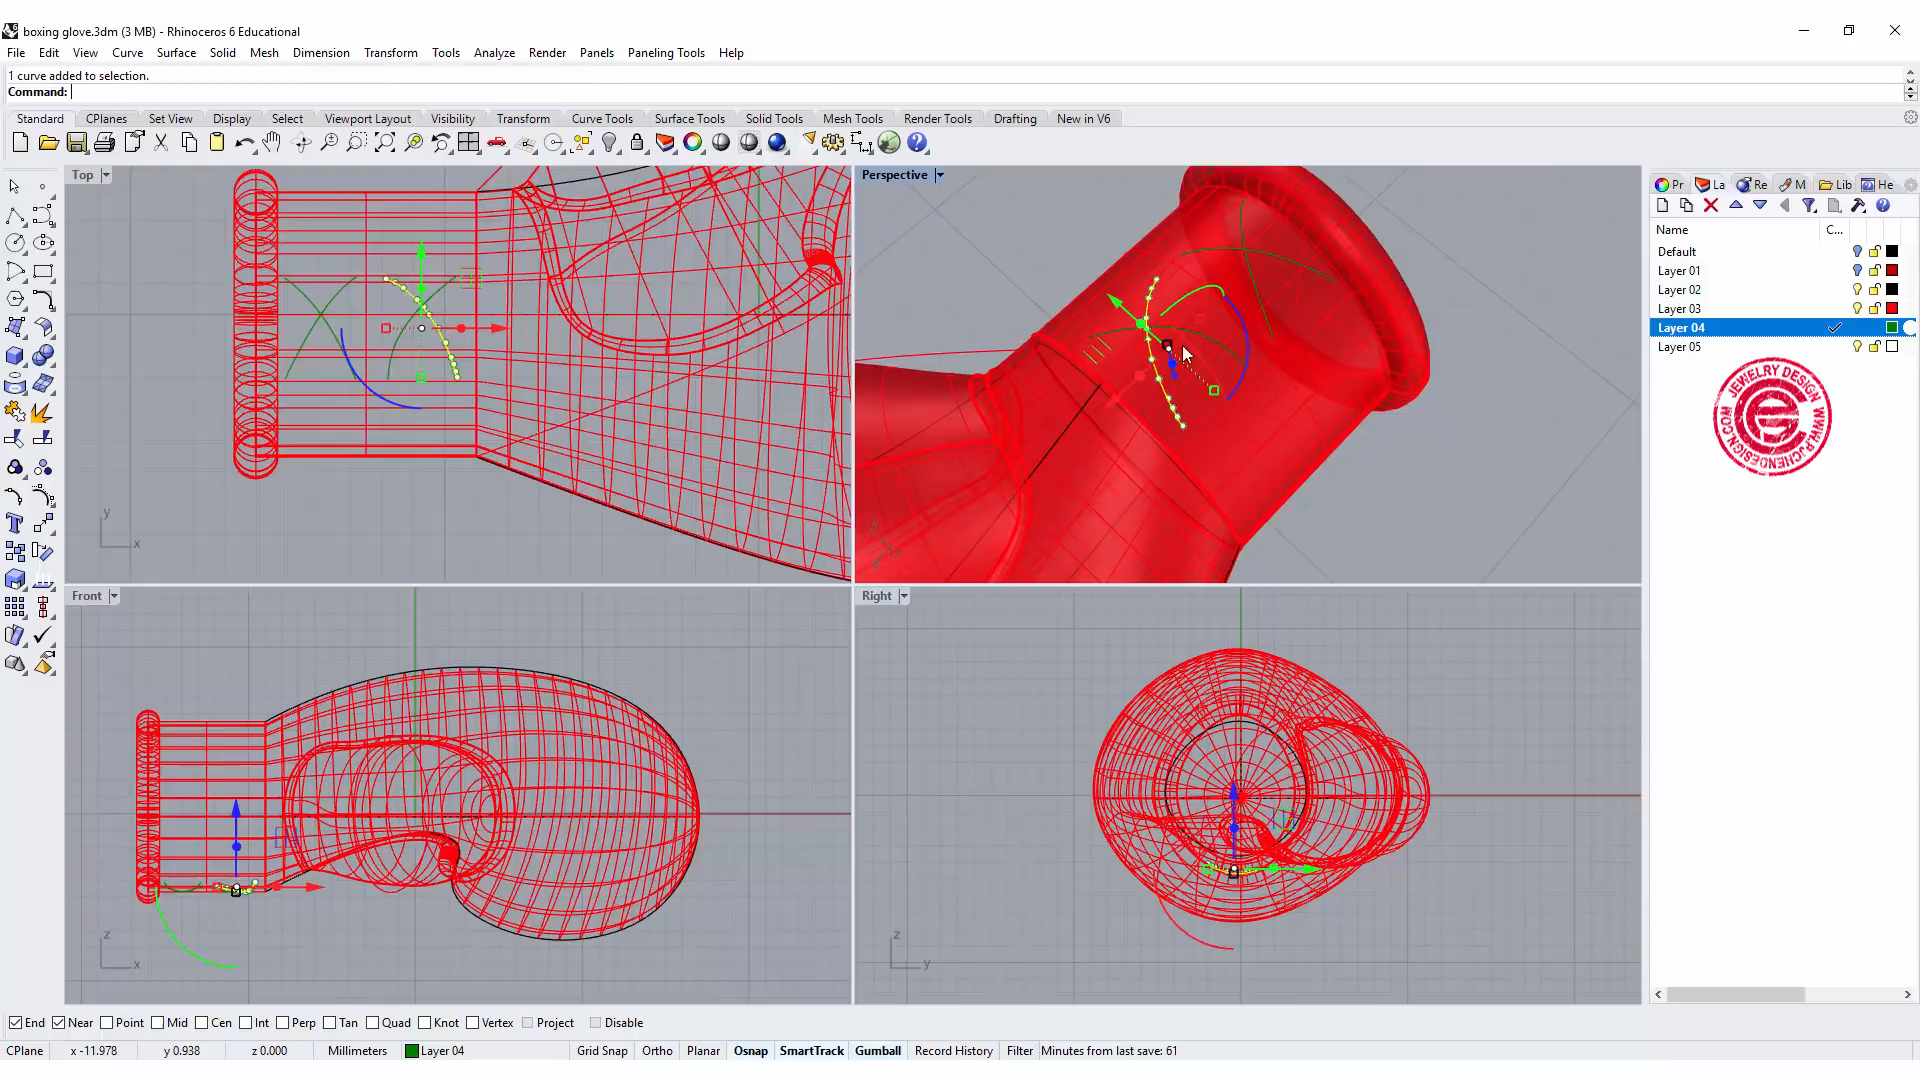 boxing glove.3dm (3 MB) - Rhinoceros 6 Educational
File Edit View Curve Surface Solid Mesh Dimension Transform Tools Analyze Render Panels Paneling Tools Help
1 curve added to selection.
Command:
Standard CPlanes Set View Display Select Viewport Layout Visibility Transform Curve Tools Surface Tools Solid Tools Mesh Tools Render Tools Drafting New in V6
Top
Perspective
Pr La Re M Lib He
Name C...
Default
Layer 01
Layer 02
Layer 03
Layer 04
Layer 05
JEWELRY DESIGN WWW.PJCHENDESIGN.COM
y
x
Front
Right
z
x
z
y
End Near Point Mid Cen Int Perp Tan Quad Knot Vertex Project Disable
CPlane x -11.978 y 0.938 z 0.000 Millimeters Layer 04 Grid Snap Ortho Planar Osnap SmartTrack Gumball Record History Filter Minutes from last save: 61